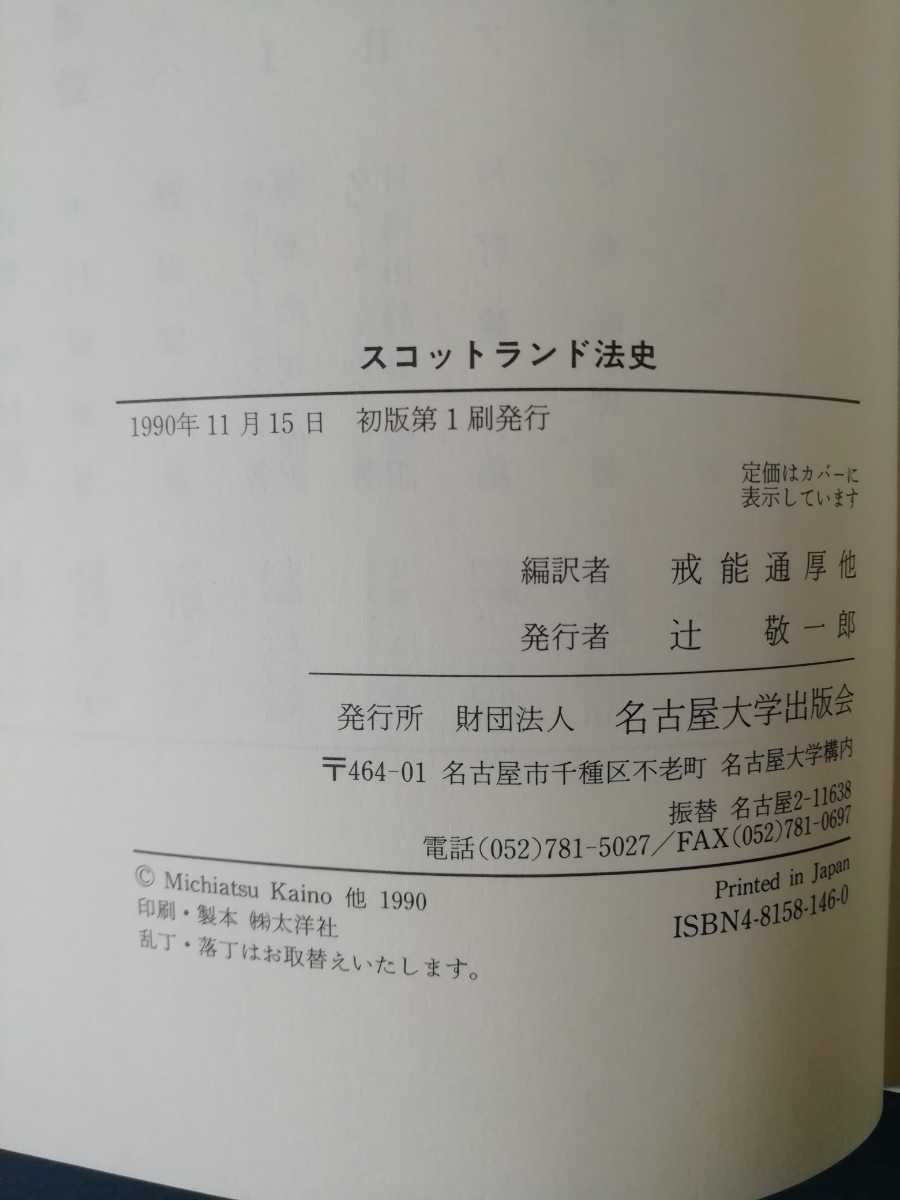 スコットランド法史
1990年11月15日 初版第1刷発行
定価はカバーに
表示しています
編訳者 戒能通厚他
発行者 辻敬一郎
発行所 財団法人 名古屋大学出版会
〒464-01 名古屋市千種区不老町 名古屋大学構内
振替 名古屋2-11638
電話(052)781-5027/FAX(052)781-0697
© Michiatsu Kaino 他 1990
Printed in Japan
印刷・製本 ㈱太洋社
ISBN4-8158-146-0
乱丁・落丁はお取替えいたします。